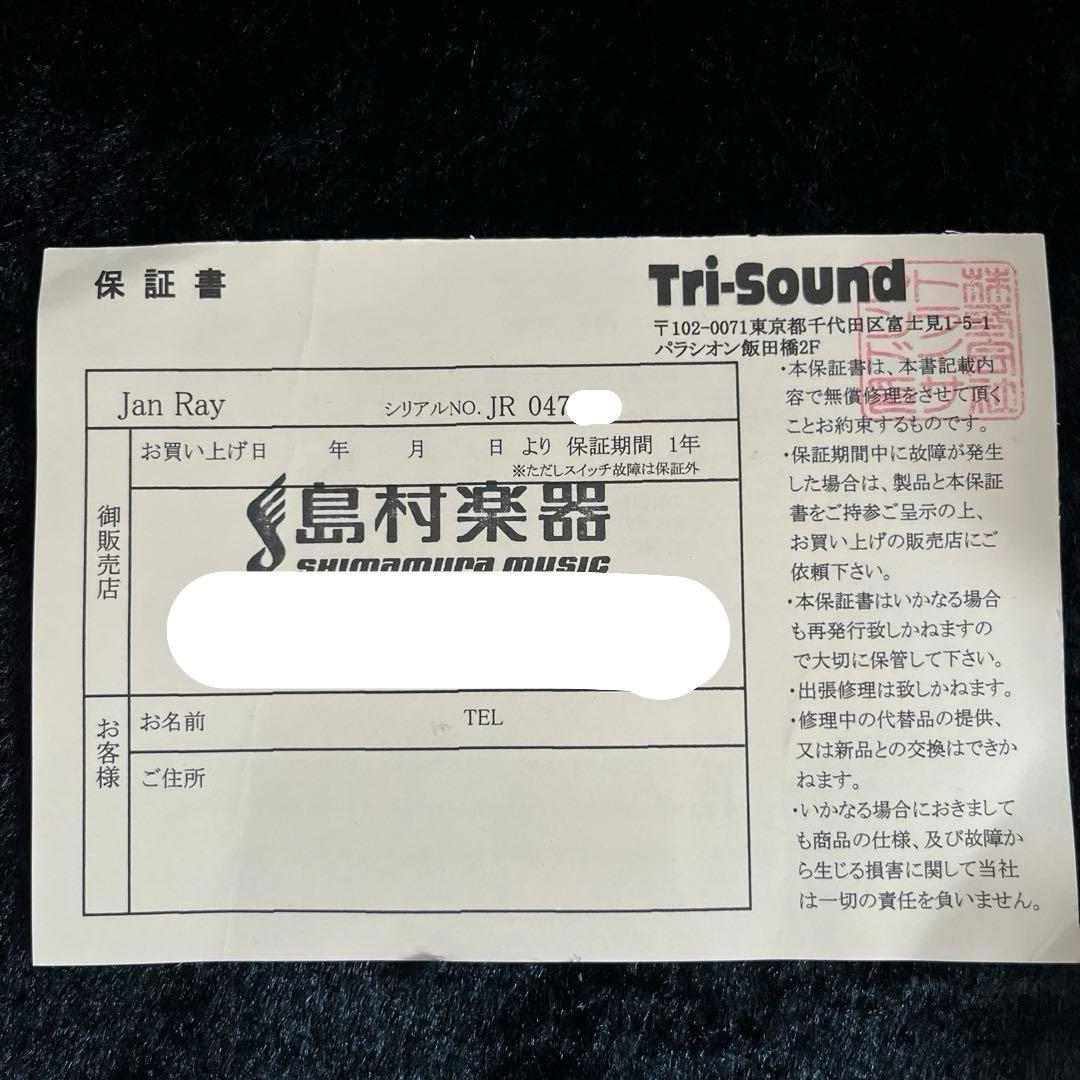 保証書
Tri-Sound
〒102-0071東京都千代田区富士見1-5-1
パラシオン飯田橋2F
Jan Ray シリアルNO. JR 047
お買い上げ日 年 月 日 より 保証期間 1年
※ただしスイッチ故障は保証外
御販売店
島村楽器
SHIMAMURA MUSIC
お客様
お名前 TEL
ご住所
・本保証書は、本書記載内
容で無償修理をさせて頂く
ことお約束するものです。
・保証期間中に故障が発生
した場合は、製品と本保証
書をご持参ご呈示の上、
お買い上げの販売店にご
依頼下さい。
・本保証書はいかなる場合
も再発行致しかねますの
で大切に保管して下さい。
・出張修理は致しかねます。
・修理中の代替品の提供、
又は新品との交換はできか
ねます。
・いかなる場合におきまして
も商品の仕様、及び故障か
ら生じる損害に関して当社
は一切の責任を負いません。